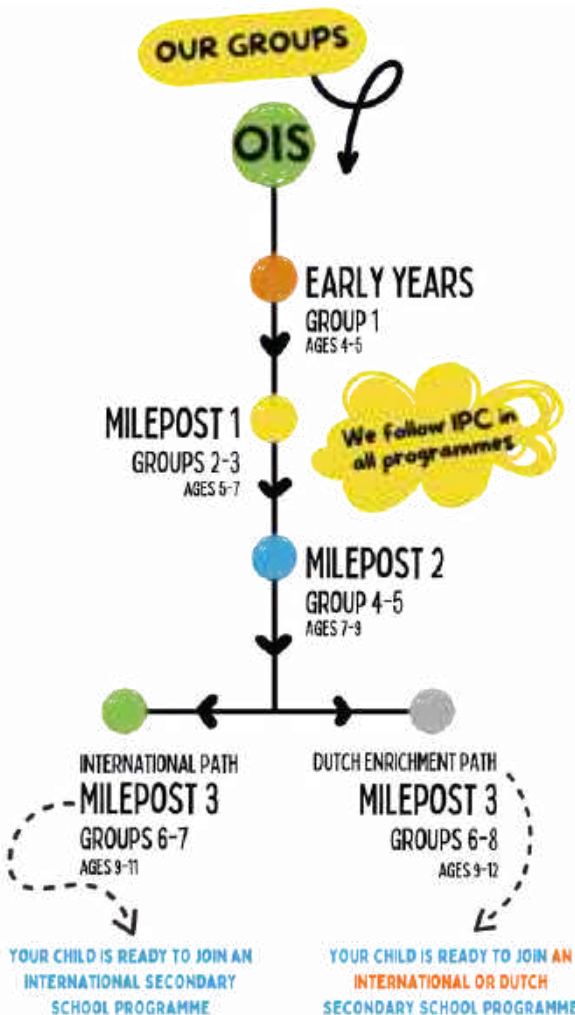 OUR GROUPS
OIS
EARLY YEARS
GROUP 1
AGES 4-5
MILEPOST 1
GROUPS 2-3
AGES 5-7
We follow IPC in
all programmes
MILEPOST 2
GROUP 4-5
AGES 7-9
INTERNATIONAL PATH
MILEPOST 3
GROUPS 6-7
AGES 9-11
YOUR CHILD IS READY TO JOIN AN
INTERNATIONAL SECONDARY
SCHOOL PROGRAMME
DUTCH ENRICHMENT PATH
MILEPOST 3
GROUPS 6-8
AGES 9-12
YOUR CHILD IS READY TO JOIN AN
INTERNATIONAL OR DUTCH
SECONDARY SCHOOL PROGRAMME